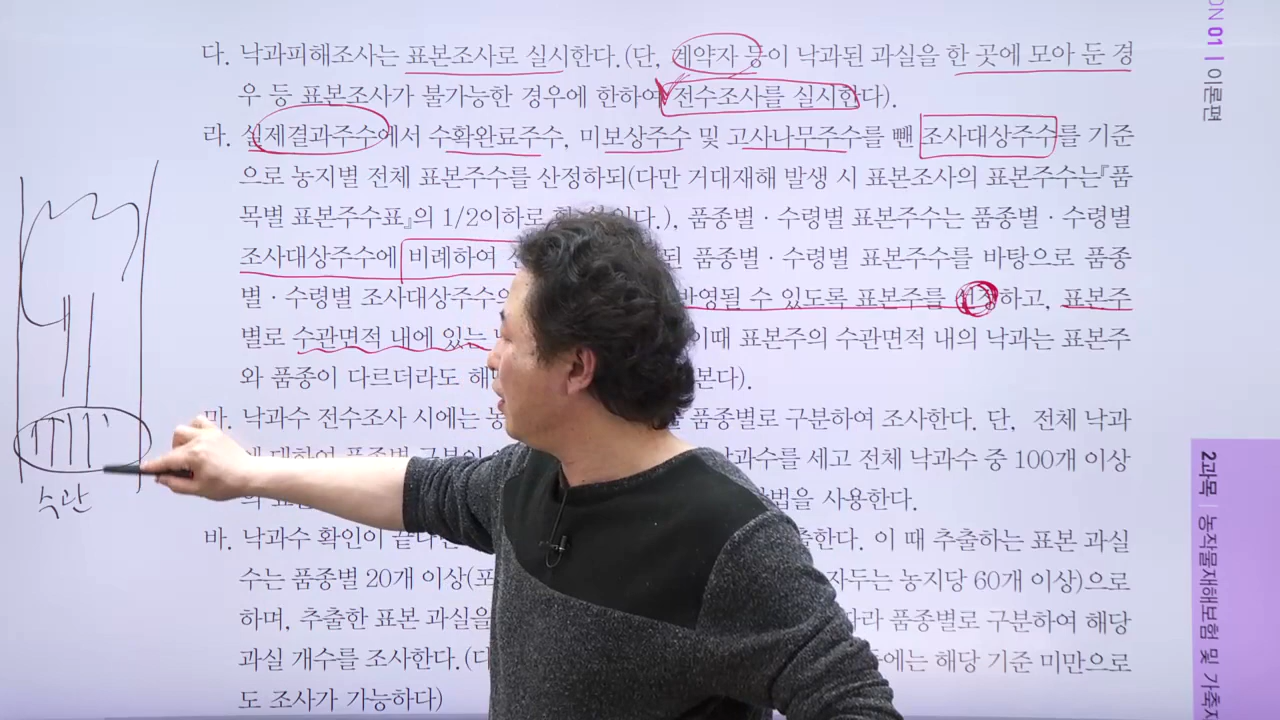 다. 낙과피해조사는 표본조사로 실시한다.(단, 계약자 등이 낙과된 과실을 한 곳에 모아 둔 경
우 등 표본조사가 불가능한 경우에 한하여 전수조사를 실시한다).
라. 실제결과주수에서 수확완료주수, 미보상주수 및 고사나무주수를 뺀 조사대상주수를 기준
으로 농지별 전체 표본주수를 산정하되(다만 거대재해 발생 시 표본조사의 표본주수는『품
목별 표본주수표』의 1/2이하로 다.), 품종별·수령별 표본주수는 품종별·수령별
조사대상주수에 비례하여 된 품종별·수령별 표본주수를 바탕으로 품종
별·수령별 조사대상주수의 반영될 수 있도록 표본주를 하고, 표본주
별로 수관면적 내에 있는 이때 표본주의 수관면적 내의 낙과는 표본주
와 품종이 다르더라도 본다).
마. 낙과수 전수조사 시에는 품종별로 구분하여 조사한다. 단, 전체 낙과
에 대하여 품종별 구분이 낙과수를 세고 전체 낙과수 중 100개 이상
의 방법을 사용한다.
바. 낙과수 확인이 끝나면 한다. 이 때 추출하는 표본 과실
수는 품종별 20개 이상(포 자두는 농지당 60개 이상)으로
하며, 추출한 표본 과실을 따라 품종별로 구분하여 해당
과실 개수를 조사한다.(다 에는 해당 기준 미만으로
도 조사가 가능하다)
수관
01 | 이론편
2과목 | 농작물재해보험 및